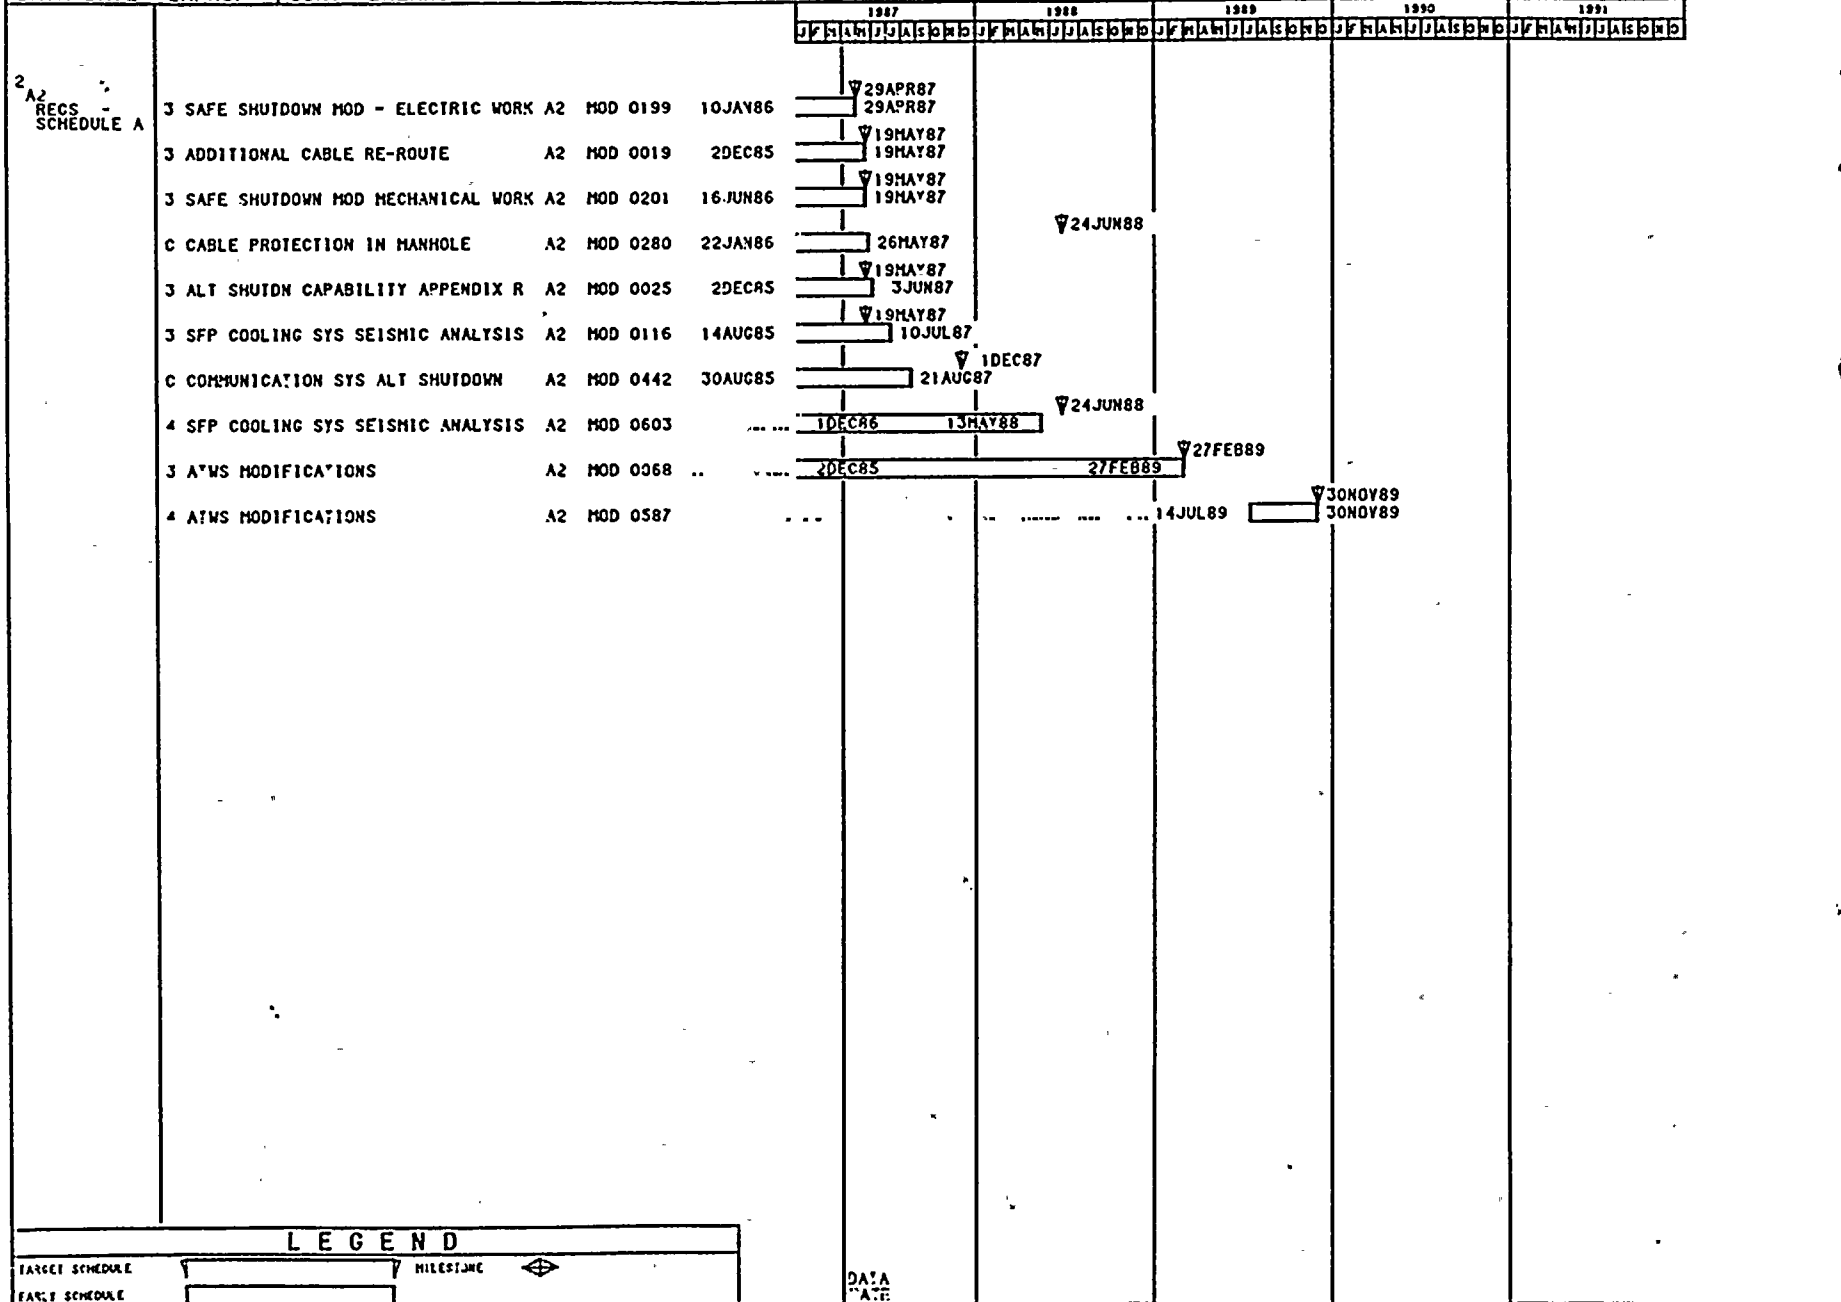 1987 1988 1989 1990 1991
J F M A M J J A S O N D J F M A M J J A S O N D J F M A M J J A S O N D J F M A M J J A S O N D J F M A M J J A S O N D
2
A2
RECS -
SCHEDULE A
29APR87
3 SAFE SHUTDOWN MOD - ELECTRIC WORK A2 MOD 0199 10JAN86 29APR87
19MAY87
3 ADDITIONAL CABLE RE-ROUTE A2 MOD 0019 2DEC85 19MAY87
19MAY87
3 SAFE SHUTDOWN MOD MECHANICAL WORK A2 MOD 0201 16JUN86 19MAY87
24JUN88
C CABLE PROTECTION IN MANHOLE A2 MOD 0280 22JAN86 26MAY87
19MAY87
3 ALT SHUTDN CAPABILITY APPENDIX R A2 MOD 0025 2DEC85 3JUN87
19MAY87
3 SFP COOLING SYS SEISMIC ANALYSIS A2 MOD 0116 14AUG85 10JUL87
1DEC87
C COMMUNICATION SYS ALT SHUTDOWN A2 MOD 0442 30AUG85 21AUG87
24JUN88
4 SFP COOLING SYS SEISMIC ANALYSIS A2 MOD 0603 1DEC86 13MAY88
27FEB89
3 ATWS MODIFICATIONS A2 MOD 0068 2DEC85 27FEB89
30NOV89
4 ATWS MODIFICATIONS A2 MOD 0587 14JUL89 30NOV89
LEGEND
TARGET SCHEDULE MILESTONE
EARLY SCHEDULE
DATA
DATE